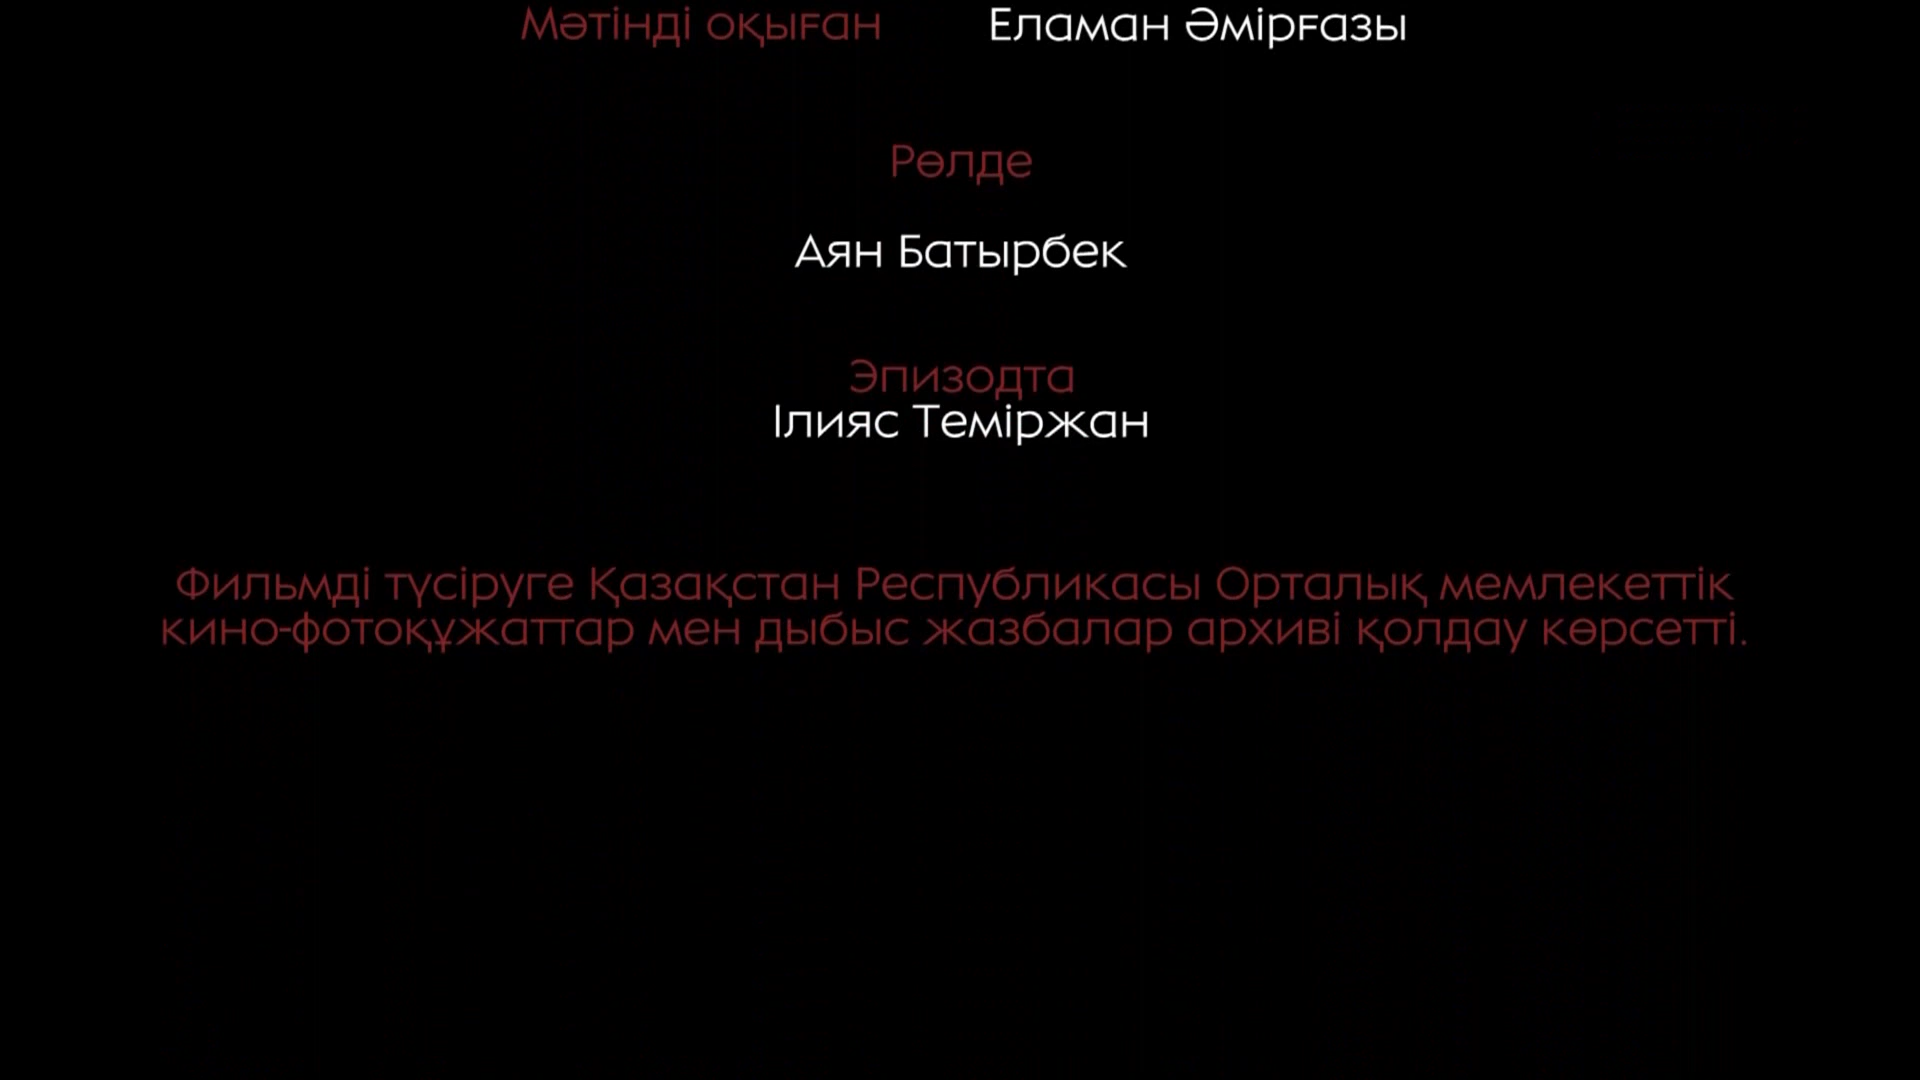 Мәтінді оқыған Еламан Әмірғазы
Рөлде
Аян Батырбек
Эпизодта
Ілияс Теміржан
Фильмді түсіруге Қазақстан Республикасы Орталық мемлекеттік
кино-фотоқұжаттар мен дыбыс жазбалар архиві қолдау көрсетті.